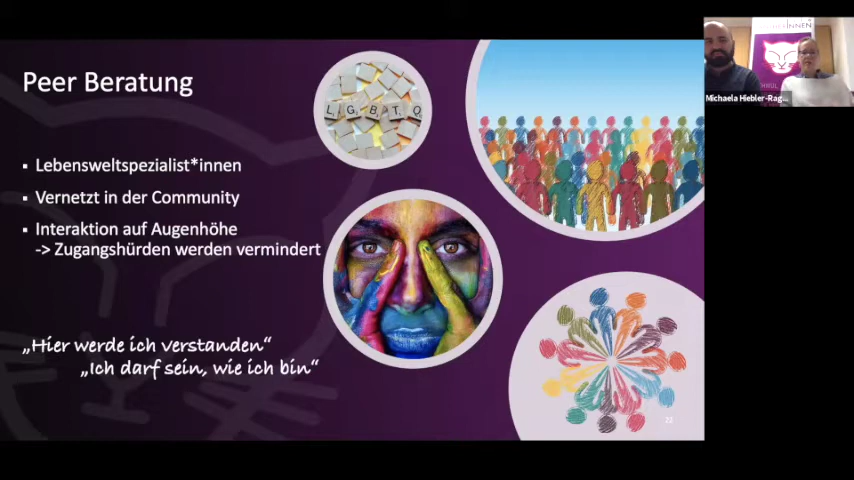 Peer Beratung
▪ Lebensweltspezialist*innen
▪ Vernetzt in der Community
▪ Interaktion auf Augenhöhe
-> Zugangshürden werden vermindert
„Hier werde ich verstanden“
„Ich darf sein, wie ich bin“
L G B T Q
22
Michaela Hiebler-Rag...